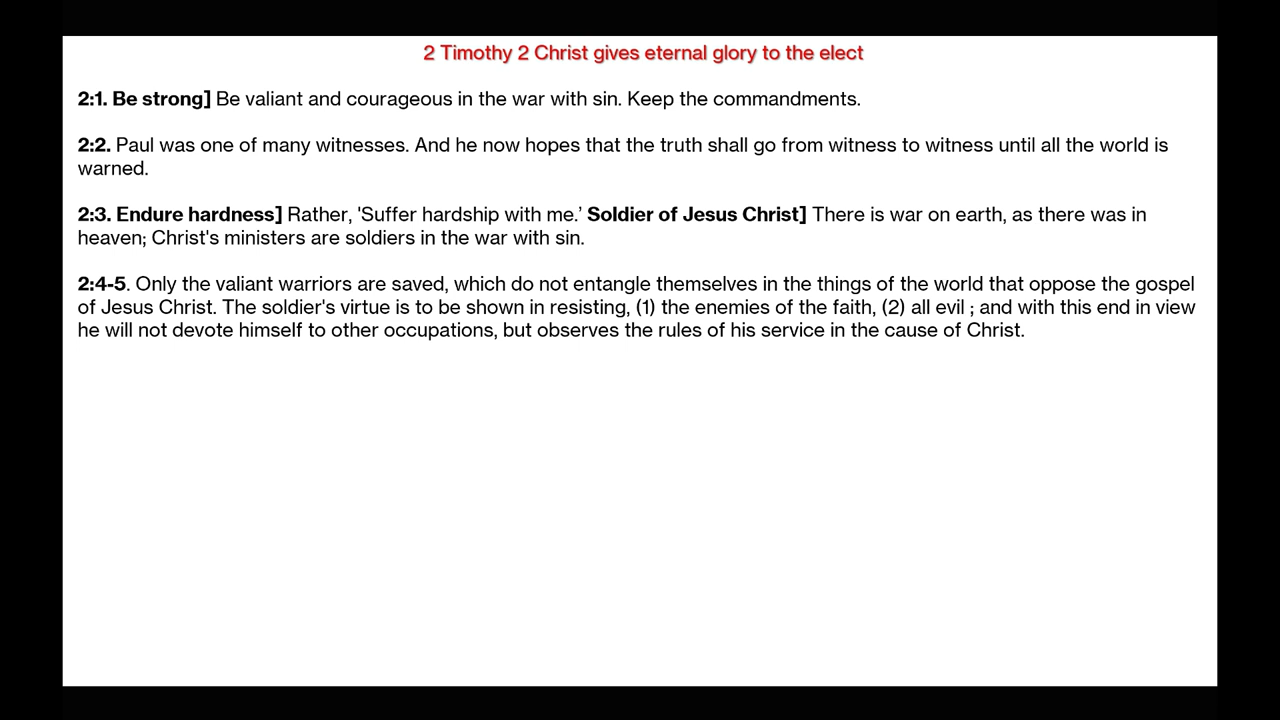 2 Timothy 2 Christ gives eternal glory to the elect
2:1. Be strong] Be valiant and courageous in the war with sin. Keep the commandments.
2:2. Paul was one of many witnesses. And he now hopes that the truth shall go from witness to witness until all the world is
warned.
2:3. Endure hardness] Rather, 'Suffer hardship with me.’ Soldier of Jesus Christ] There is war on earth, as there was in
heaven; Christ's ministers are soldiers in the war with sin.
2:4-5. Only the valiant warriors are saved, which do not entangle themselves in the things of the world that oppose the gospel
of Jesus Christ. The soldier's virtue is to be shown in resisting, (1) the enemies of the faith, (2) all evil ; and with this end in view
he will not devote himself to other occupations, but observes the rules of his service in the cause of Christ.